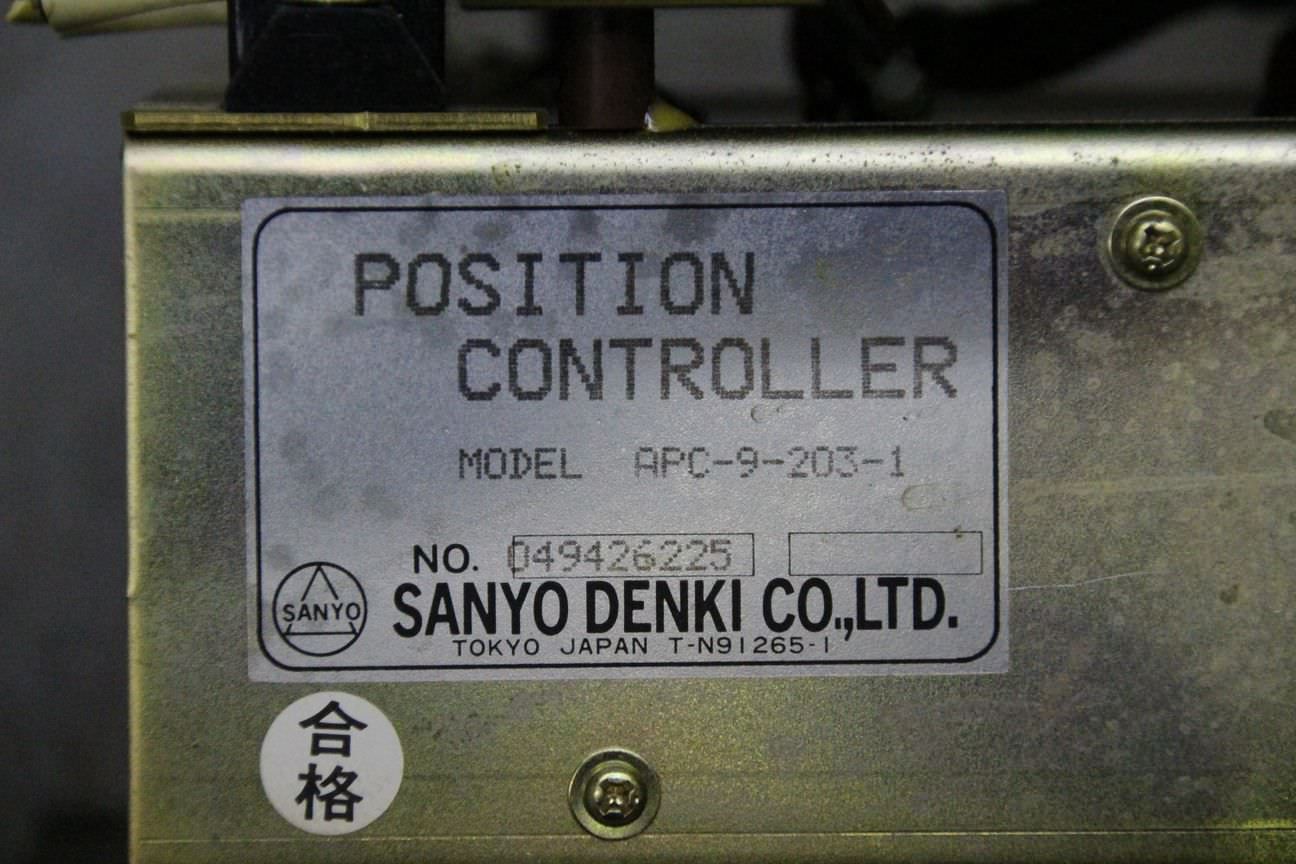 POSITION
CONTROLLER
MODEL APC-9-203-1
NO. 049426225
SANYO
SANYO DENKI CO.,LTD.
TOKYO JAPAN T-N91265-1
合
格